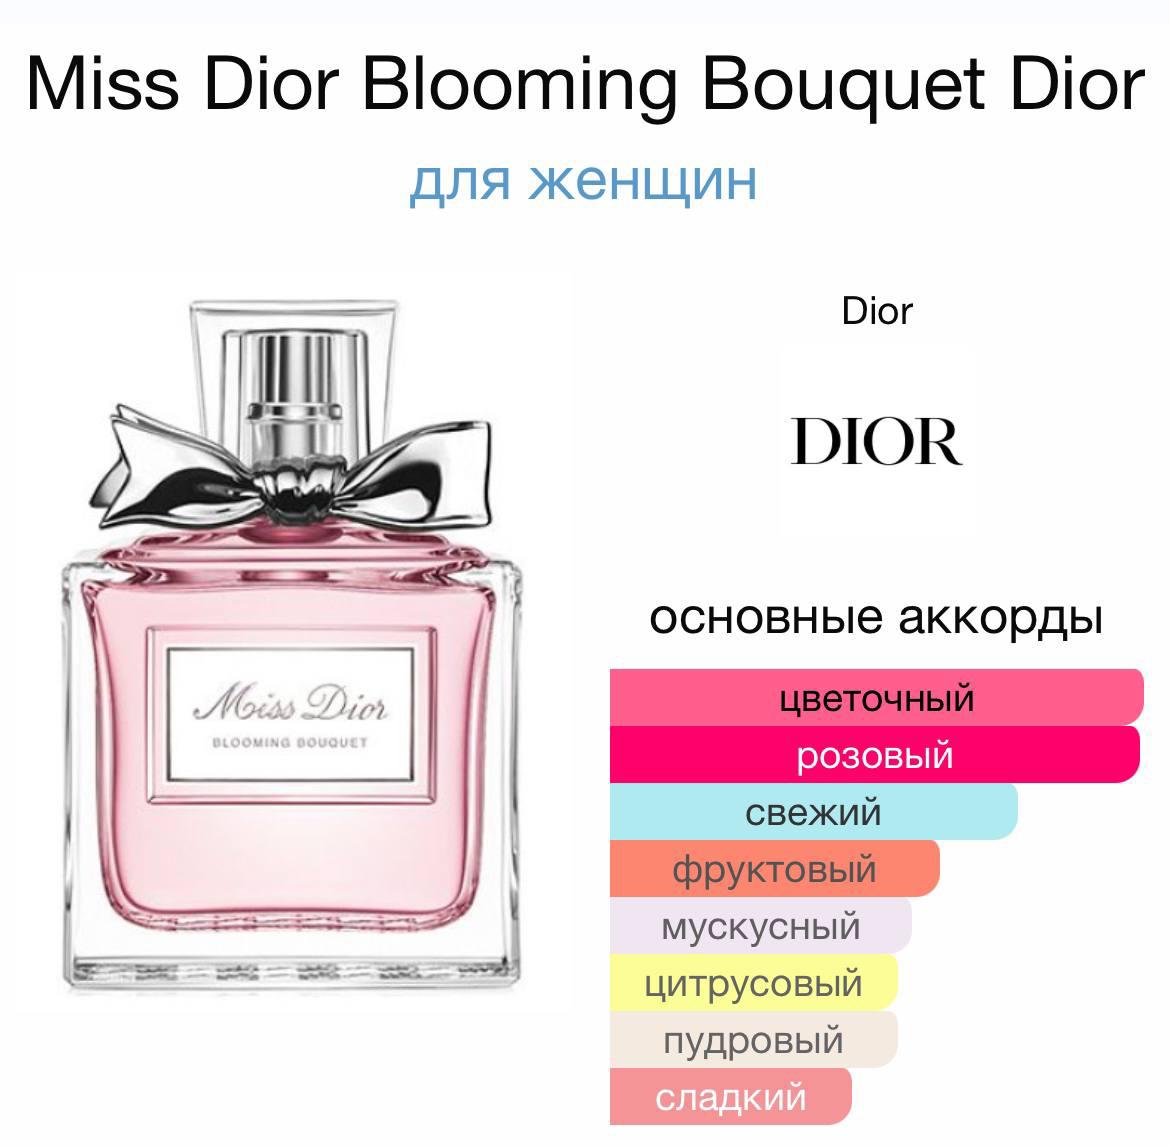 Miss Dior Blooming Bouquet Dior
для женщин
Dior
DIOR
Miss Dior
BLOOMING BOUQUET
основные аккорды
цветочный
розовый
свежий
фруктовый
мускусный
цитрусовый
пудровый
сладкий